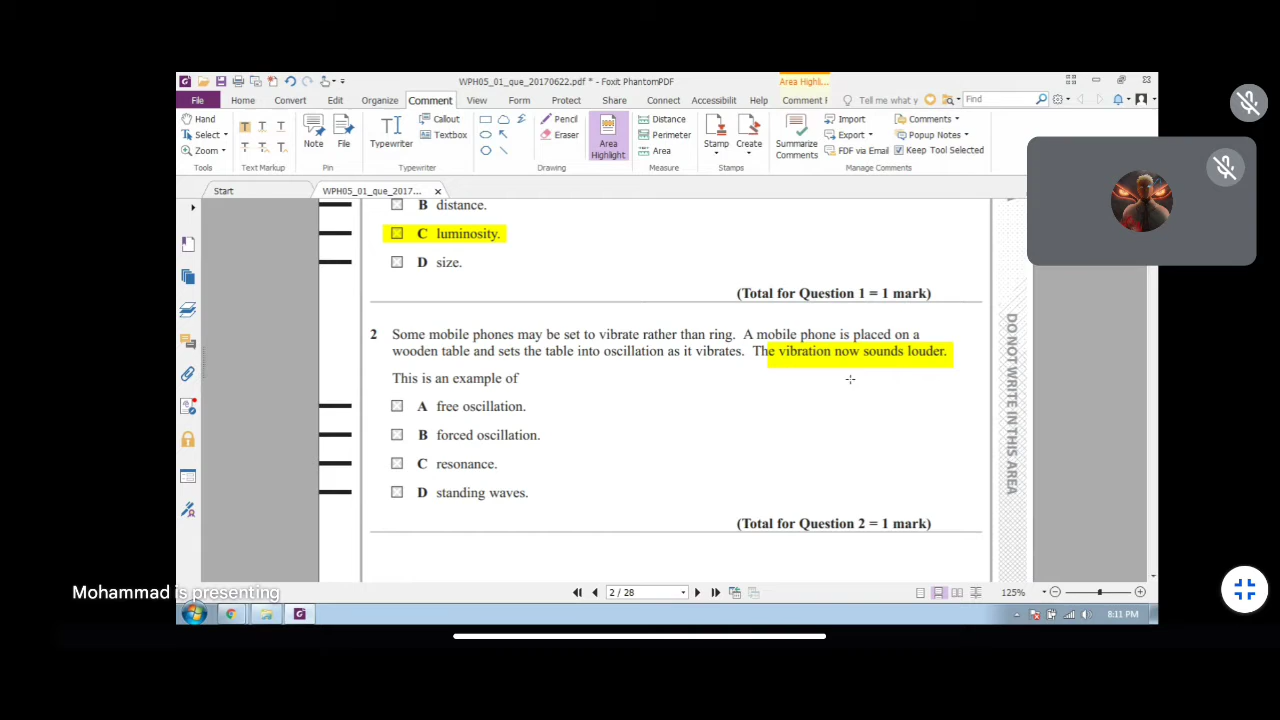 WPH05_01_que_20170622.pdf * - Foxit PhantomPDF
Area Highli...
File Home Convert Edit Organize Comment View Form Protect Share Connect Accessibilit Help Comment F Tell me what y Find
Hand
Select
Zoom
Tools
Text Markup
Note
File
Pin
Typewriter
Callout
Textbox
Typewriter
Pencil
Eraser
Drawing
Area
Highlight
Distance
Perimeter
Area
Measure
Stamp
Create
Stamps
Summarize
Comments
Import
Export
FDF via Email
Comments
Popup Notes
Keep Tool Selected
Manage Comments
Start
WPH05_01_que_2017...
B distance.
C luminosity.
D size.
(Total for Question 1 = 1 mark)
2 Some mobile phones may be set to vibrate rather than ring. A mobile phone is placed on a
wooden table and sets the table into oscillation as it vibrates. The vibration now sounds louder.
This is an example of
A free oscillation.
B forced oscillation.
C resonance.
D standing waves.
(Total for Question 2 = 1 mark)
DO NOT WRITE IN THIS AREA
Mohammad is presenting
2 / 28
125%
8:11 PM